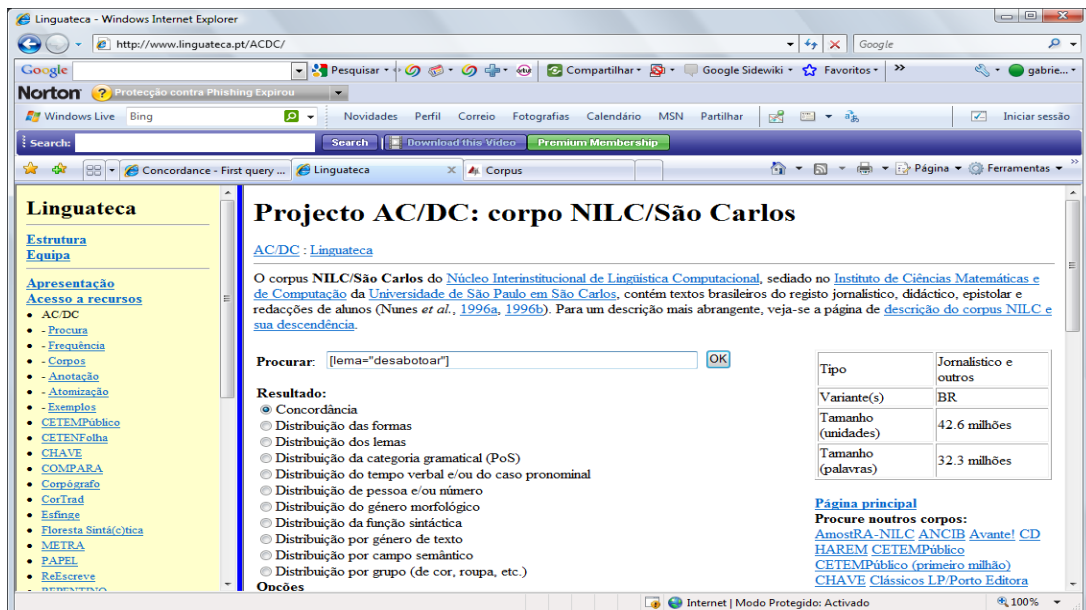 Linguateca - Windows Internet Explorer
http://www.linguateca.pt/ACDC/
Google
Google
Pesquisar
Compartilhar
Google Sidewiki
Favoritos
»
gabrie...
Norton
Protecção contra Phishing Expirou
Windows Live
Bing
Novidades
Perfil
Correio
Fotografias
Calendário
MSN
Partilhar
Iniciar sessão
Search:
Search
Download this Video
Premium Membership
Concordance - First query ...
Linguateca
Corpus
Página
Ferramentas
»
Linguateca
Estrutura
Equipa
Apresentação
Acesso a recursos
AC/DC
- Procura
- Frequência
- Corpos
- Anotação
- Atomização
- Exemplos
CETEMPúblico
CETENFolha
CHAVE
COMPARA
Corpógrafo
CorTrad
Esfinge
Floresta Sintá(c)tica
METRA
PAPEL
ReEscreve
REPENTINO
Projecto AC/DC: corpo NILC/São Carlos
AC/DC : Linguateca
O corpus NILC/São Carlos do Núcleo Interinstitucional de Lingüística Computacional, sediado no Instituto de Ciências Matemáticas e
de Computação da Universidade de São Paulo em São Carlos, contém textos brasileiros do registo jornalístico, didáctico, epistolar e
redacções de alunos (Nunes et al., 1996a, 1996b). Para um descrição mais abrangente, veja-se a página de descrição do corpus NILC e
sua descendência.
Procurar: [lema="desabotoar"] OK
Resultado:
Concordância
Distribuição das formas
Distribuição dos lemas
Distribuição da categoria gramatical (PoS)
Distribuição do tempo verbal e/ou do caso pronominal
Distribuição de pessoa e/ou número
Distribuição do género morfológico
Distribuição da função sintáctica
Distribuição por género de texto
Distribuição por campo semântico
Distribuição por grupo (de cor, roupa, etc.)
Opções
Tipo Jornalístico e
outros
Variante(s) BR
Tamanho
(unidades) 42.6 milhões
Tamanho
(palavras) 32.3 milhões
Página principal
Procure noutros corpos:
AmostRA-NILC ANCIB Avante! CD
HAREM CETEMPúblico
CETEMPúblico (primeiro milhão)
CHAVE Clássicos LP/Porto Editora
Internet | Modo Protegido: Activado
100%